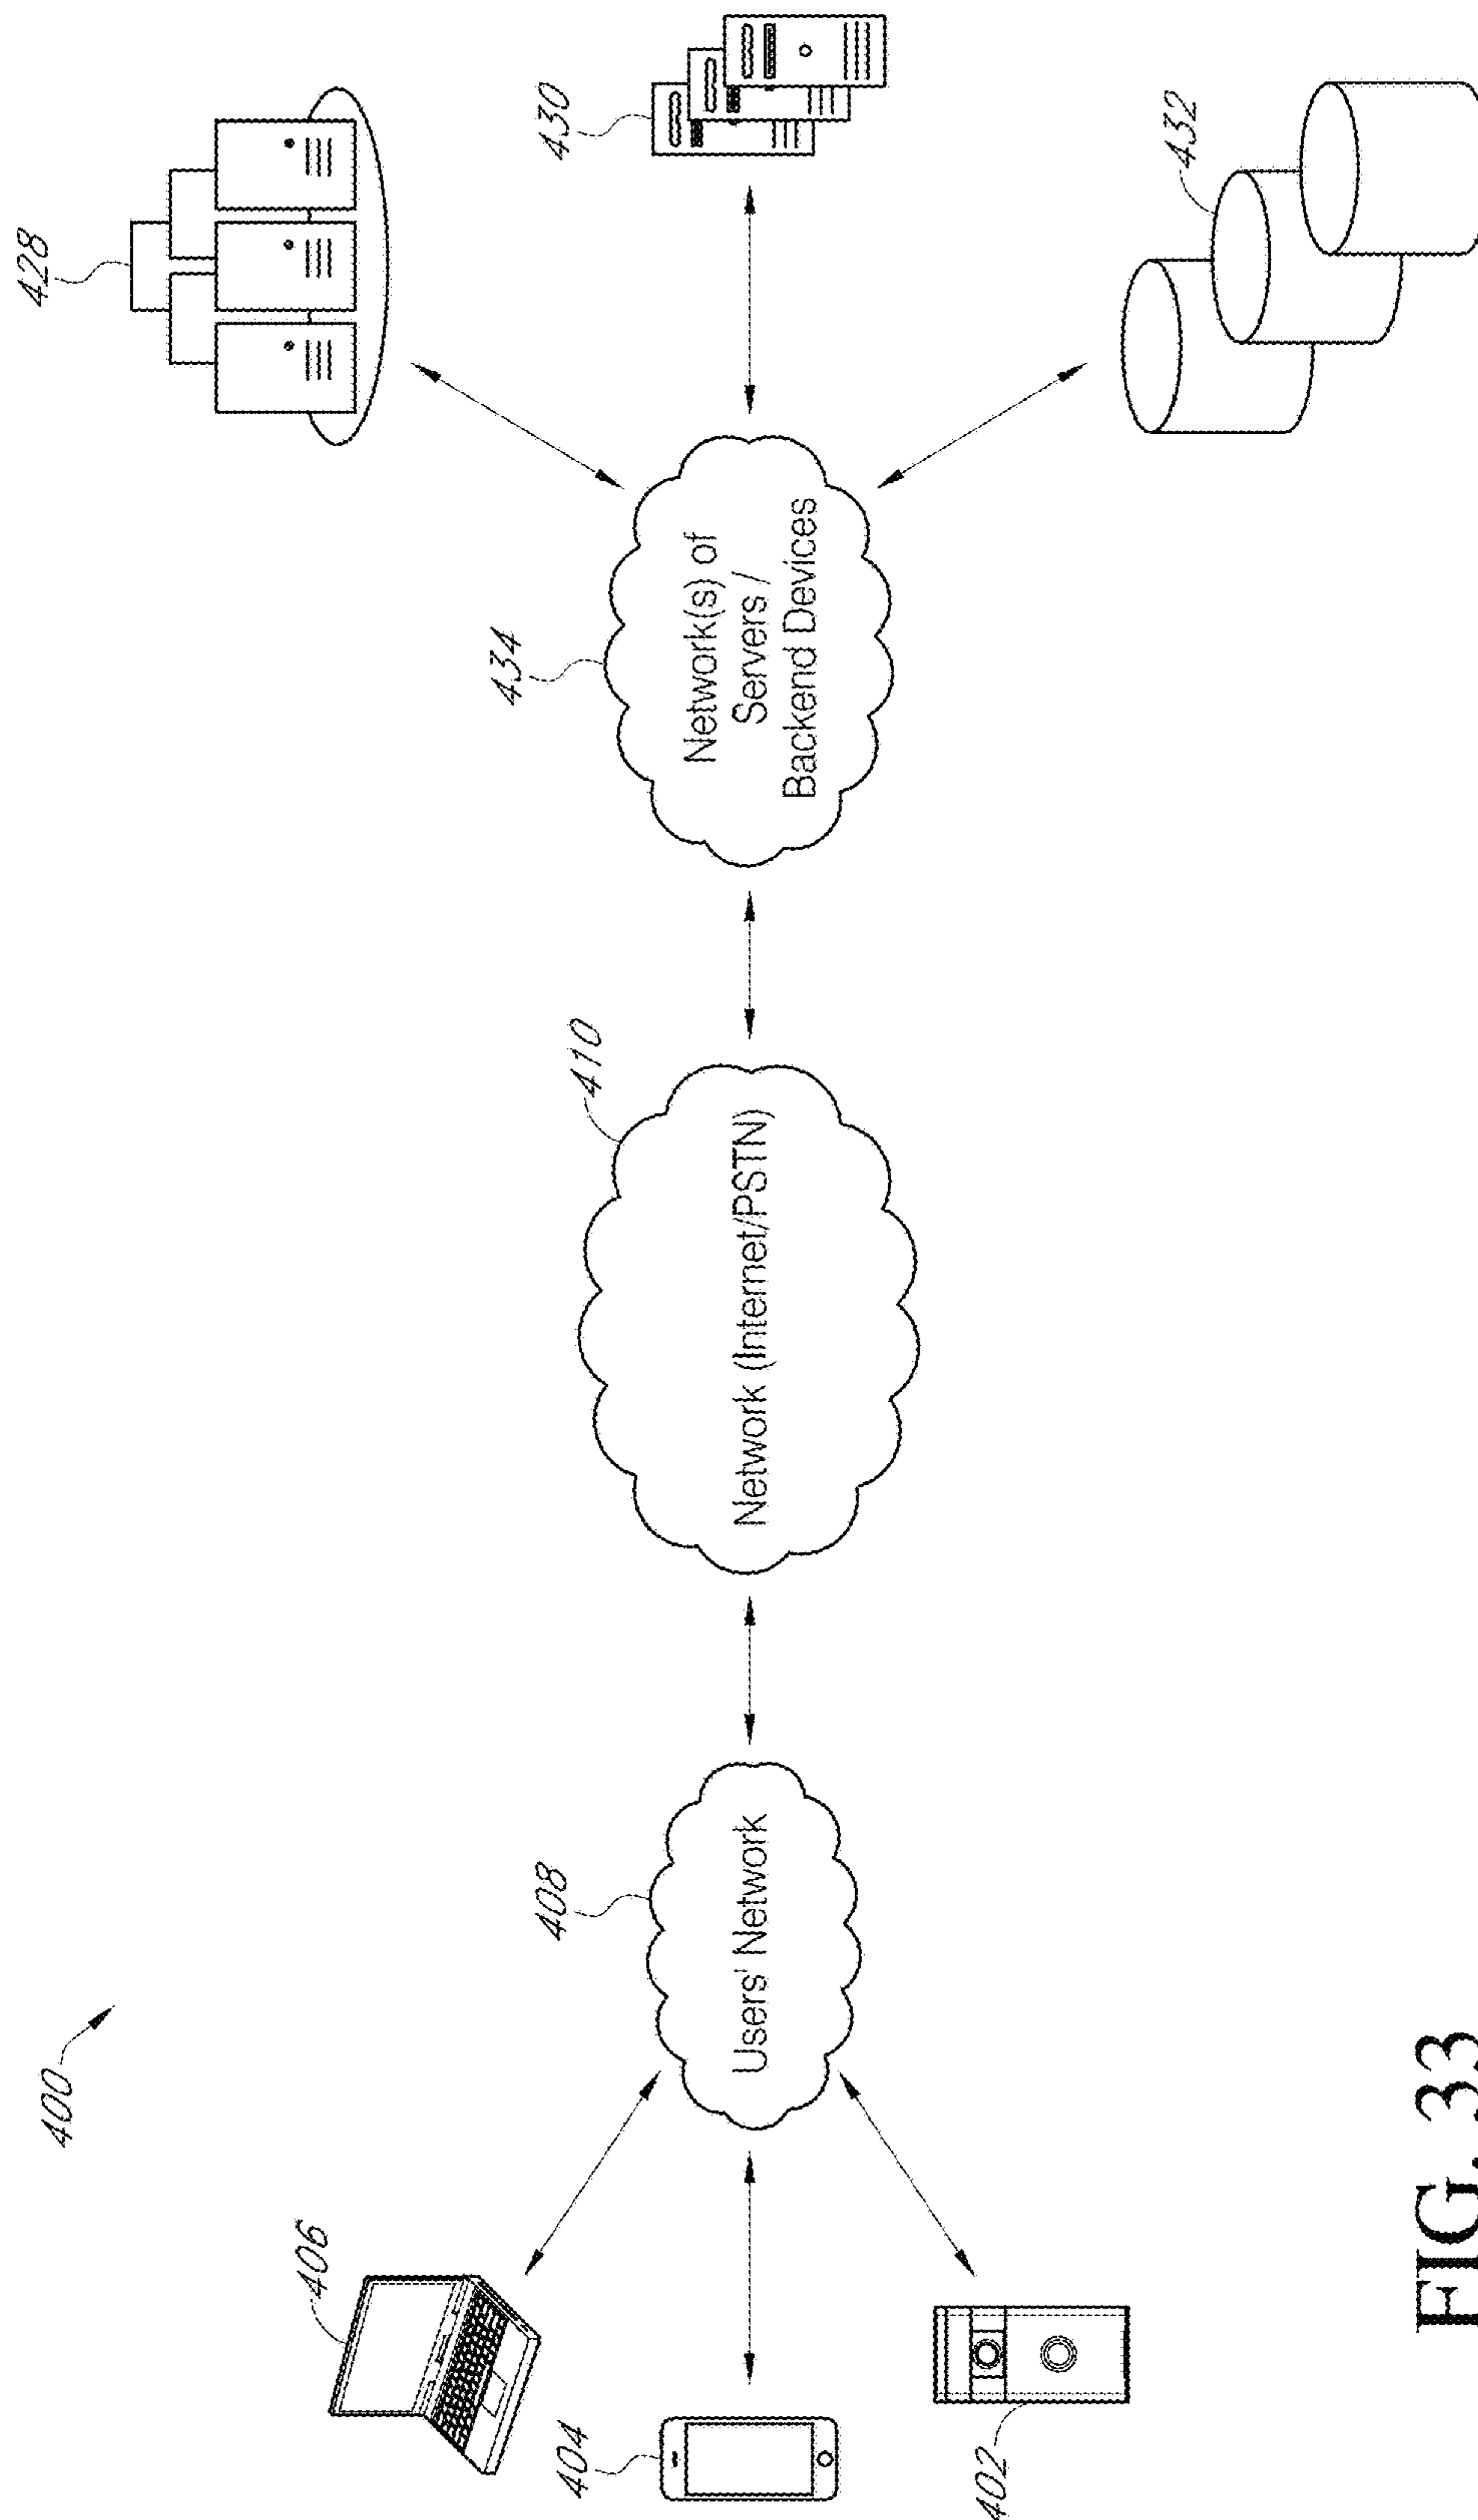 400
406
404
402
408
Users' Network
410
Network (Internet/PSTN)
434
Network(s) of
Servers /
Backend Devices
428
430
432
FIG. 33